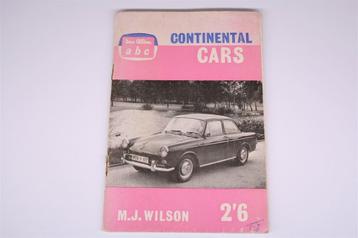 Ian Allan
abc
CONTINENTAL
CARS
M.J. WILSON
2'6